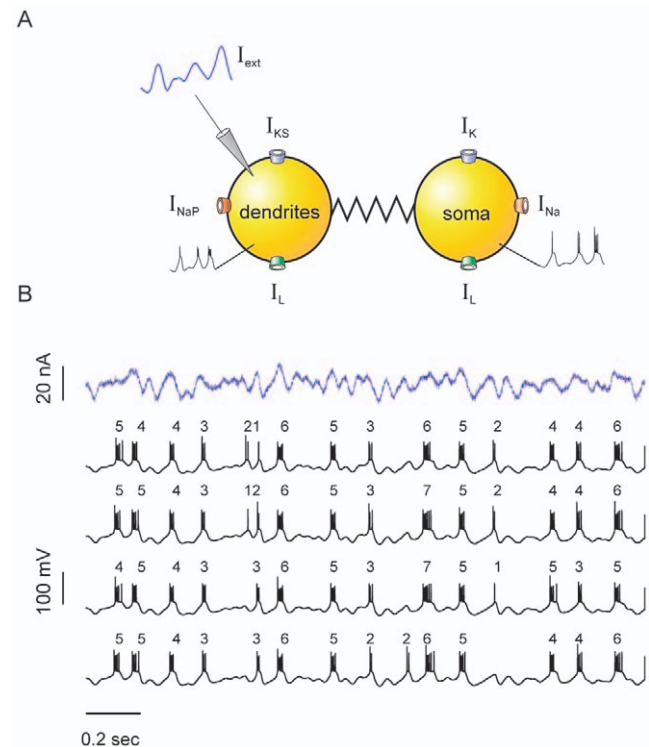 A
I_ext
I_KS I_K
I_NaP dendrites soma I_Na
I_L I_L
B
20 nA
5 4 4 3 21 6 5 3 6 5 2 4 4 6
5 5 4 3 12 6 5 3 7 5 2 4 4 6
100 mV
4 5 4 3 3 6 5 3 7 5 1 5 3 5
5 5 4 3 3 6 5 2 2 6 5 4 4 6
0.2 sec